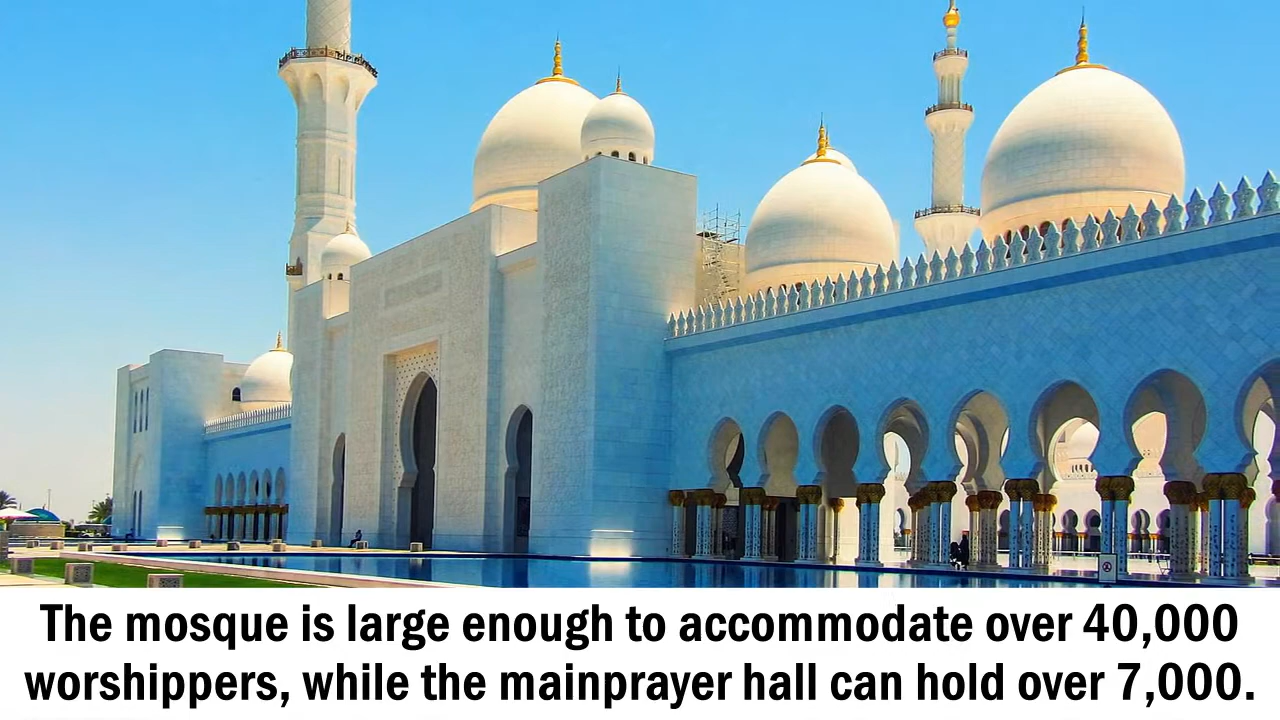 The mosque is large enough to accommodate over 40,000
worshippers, while the mainprayer hall can hold over 7,000.